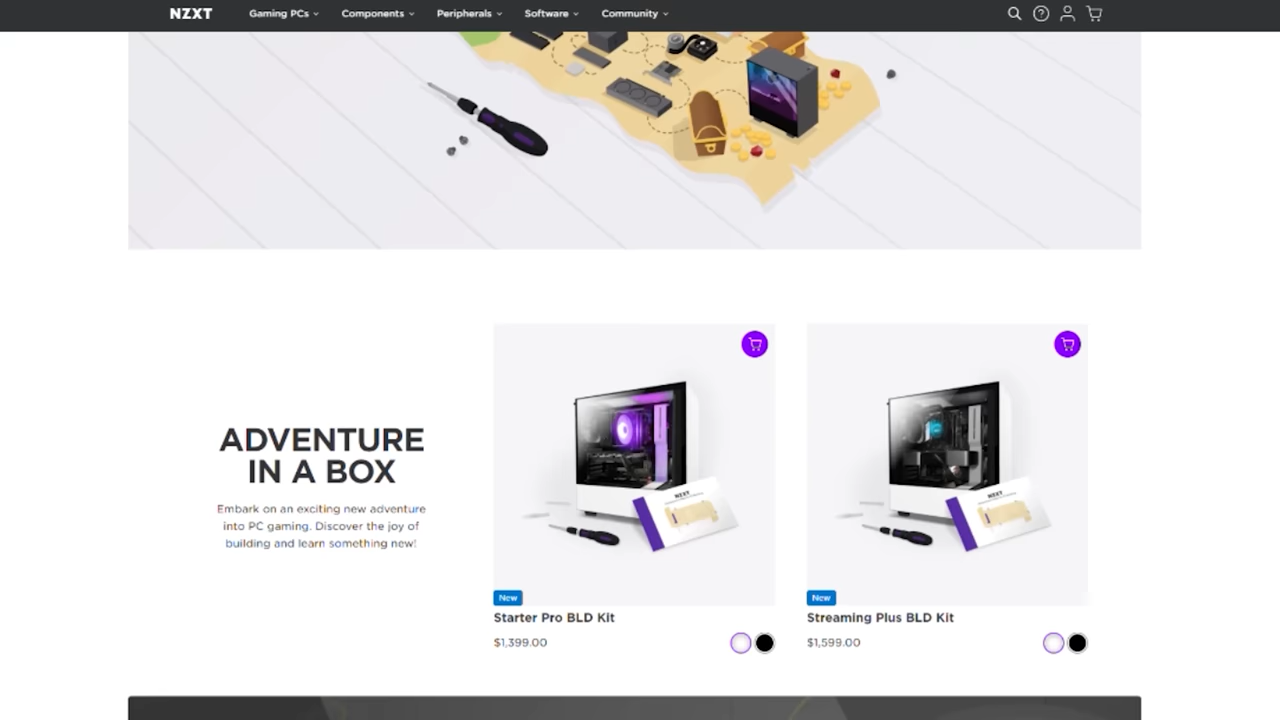 NZXT
Gaming PCs
Components
Peripherals
Software
Community
ADVENTURE
IN A BOX
Embark on an exciting new adventure
into PC gaming. Discover the joy of
building and learn something new!
NZXT
New
Starter Pro BLD Kit
$1,399.00
NZXT
New
Streaming Plus BLD Kit
$1,599.00